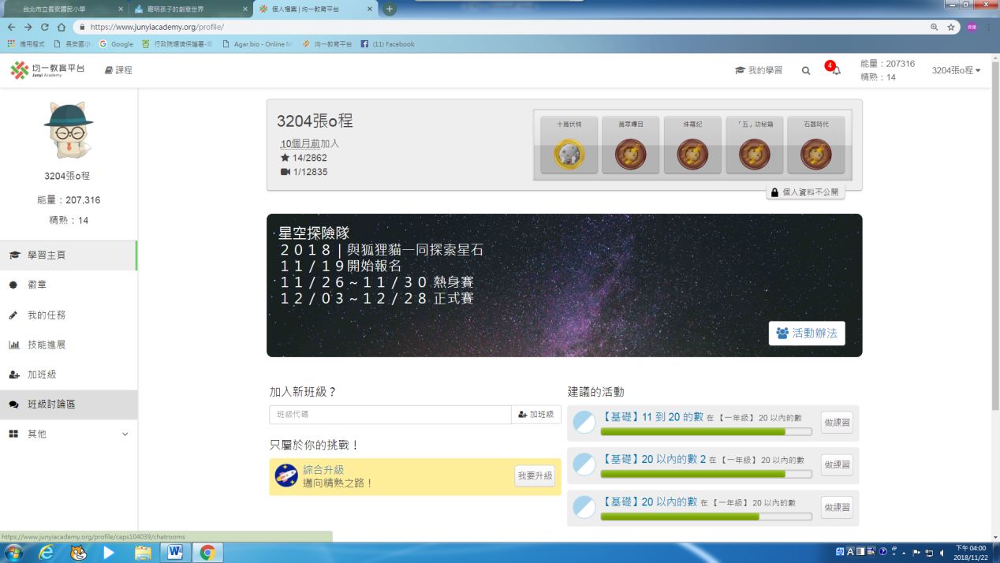 台北市立長安國民小學
聰明孩子的創意世界
個人檔案 | 均一教育平台
https://www.junyiacademy.org/profile/
應用程式
長安國小
Google
行政院環境保護署-
Agar.bio - Online M
均一教育平台
(11) Facebook
均一教育平台
Junyi Academy
課程
我的學習
4
能量：207316
精熟：14
3204張o程
3204張o程
能量：207,316
精熟：14
學習主頁
徽章
我的任務
技能進展
加班級
班級討論區
其他
3204張o程
10個月前加入
14/2862
1/12835
十萬伏特
萬眾矚目
侏羅記
「五」功秘笈
石器時代
個人資料不公開
星空探險隊
２０１８｜與狐狸貓一同探索星石
１１/１９開始報名
１１/２６~１１/３０ 熱身賽
１２/０３~１２/２８ 正式賽
活動辦法
加入新班級？
班級代碼
加班級
只屬於你的挑戰！
綜合升級
邁向精熟之路！
我要升級
建議的活動
【基礎】11 到 20 的數 在 【一年級】20 以內的數
做練習
【基礎】20 以內的數 2 在 【一年級】20 以內的數
做練習
【基礎】20 以內的數 在 【一年級】20 以內的數
做練習
https://www.junyiacademy.org/profile/caps104039/chatrooms
下午 04:00
2018/11/22